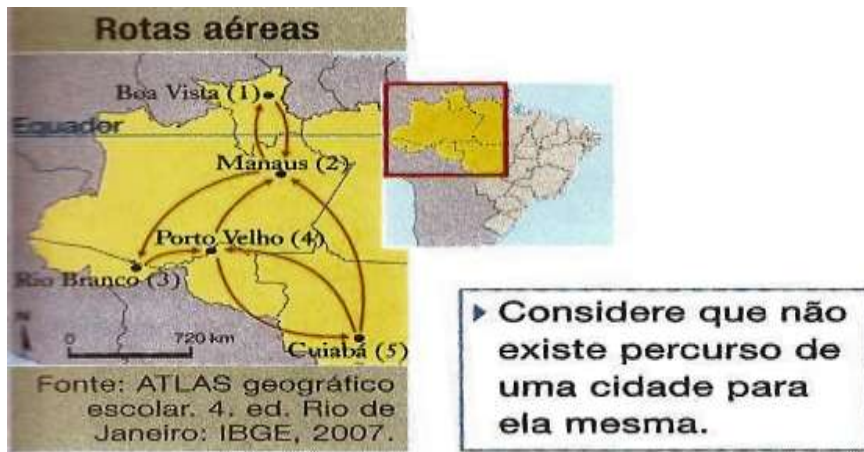 Rotas aéreas
Boa Vista (1)
Equador
Manaus (2)
Porto Velho (4)
Rio Branco (3)
N
0 720 km
Cuiabá (5)
Fonte: ATLAS geográfico
escolar. 4. ed. Rio de
Janeiro: IBGE, 2007.
▸ Considere que não
existe percurso de
uma cidade para
ela mesma.